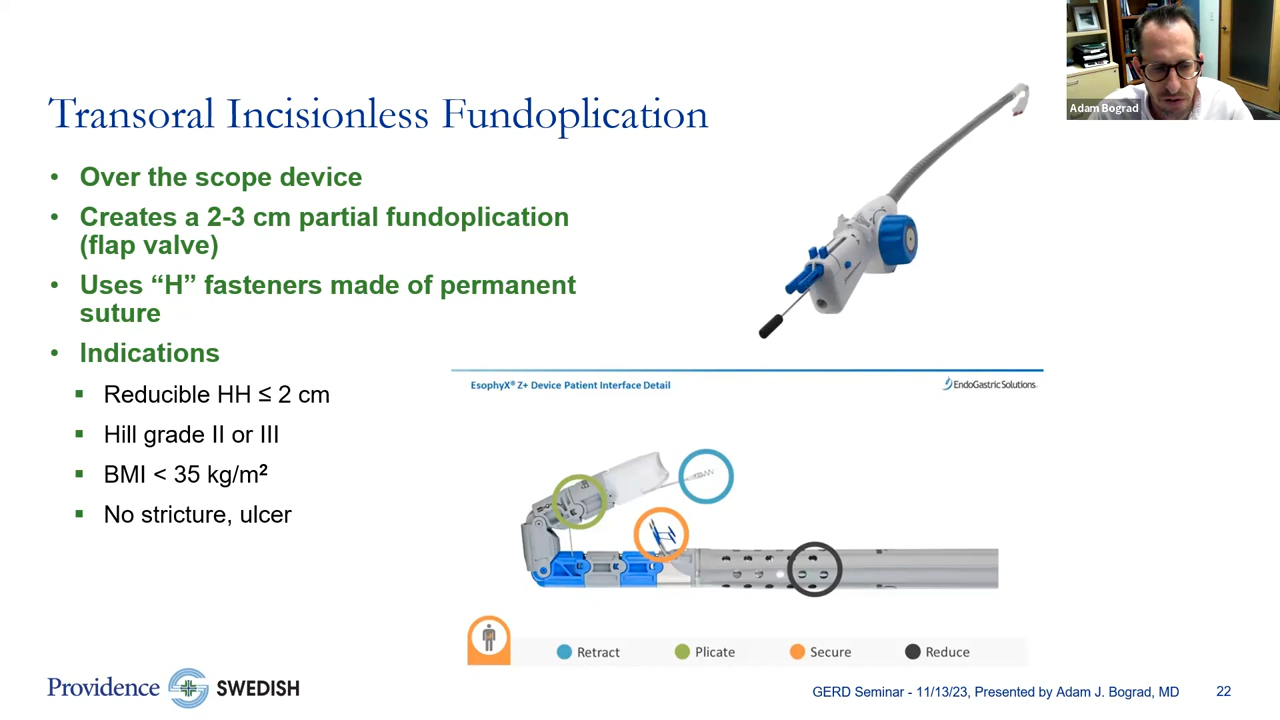 Adam Bograd
Transoral Incisionless Fundoplication
• Over the scope device
• Creates a 2-3 cm partial fundoplication
(flap valve)
• Uses “H” fasteners made of permanent
suture
• Indications
▪ Reducible HH ≤ 2 cm
▪ Hill grade II or III
▪ BMI < 35 kg/m²
▪ No stricture, ulcer
EsophyX® Z+ Device Patient Interface Detail
EndoGastric Solutions
Retract
Plicate
Secure
Reduce
Providence SWEDISH
GERD Seminar - 11/13/23, Presented by Adam J. Bograd, MD
22